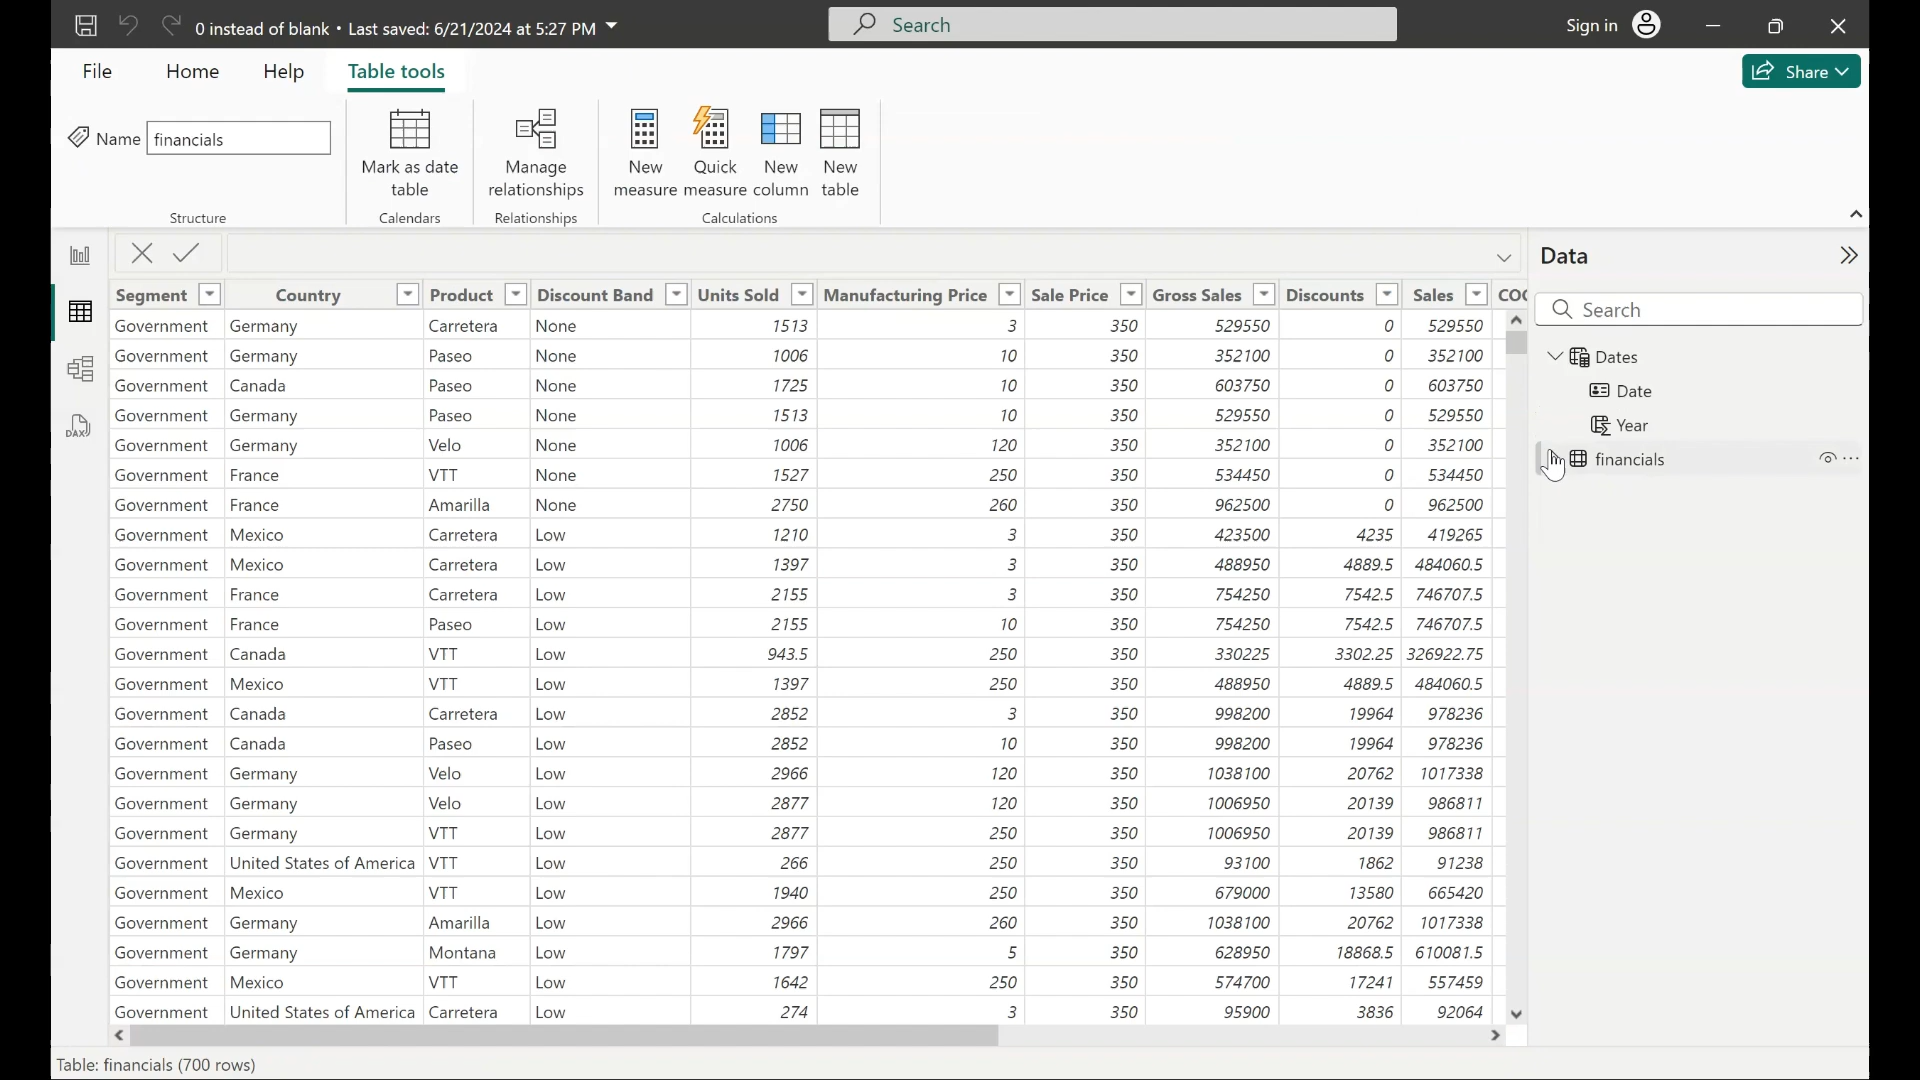 0 instead of blank • Last saved: 6/21/2024 at 5:27 PM Search Sign in
File Home Help Table tools Share
Name financials
Mark as date table
Manage relationships
New measure
Quick measure
New column
New table
Structure Calendars Relationships Calculations
Segment Country Product Discount Band Units Sold Manufacturing Price Sale Price Gross Sales Discounts Sales
Government Germany Carretera None 1513 3 350 529550 0 529550
Government Germany Paseo None 1006 10 350 352100 0 352100
Government Canada Paseo None 1725 10 350 603750 0 603750
Government Germany Paseo None 1513 10 350 529550 0 529550
Government Germany Velo None 1006 120 350 352100 0 352100
Government France VTT None 1527 250 350 534450 0 534450
Government France Amarilla None 2750 260 350 962500 0 962500
Government Mexico Carretera Low 1210 3 350 423500 4235 419265
Government Mexico Carretera Low 1397 3 350 488950 4889.5 484060.5
Government France Carretera Low 2155 3 350 754250 7542.5 746707.5
Government France Paseo Low 2155 10 350 754250 7542.5 746707.5
Government Canada VTT Low 943.5 250 350 330225 3302.25 326922.75
Government Mexico VTT Low 1397 250 350 488950 4889.5 484060.5
Government Canada Carretera Low 2852 3 350 998200 19964 978236
Government Canada Paseo Low 2852 10 350 998200 19964 978236
Government Germany Velo Low 2966 120 350 1038100 20762 1017338
Government Germany Velo Low 2877 120 350 1006950 20139 986811
Government Germany VTT Low 2877 250 350 1006950 20139 986811
Government United States of America VTT Low 266 250 350 93100 1862 91238
Government Mexico VTT Low 1940 250 350 679000 13580 665420
Government Germany Amarilla Low 2966 260 350 1038100 20762 1017338
Government Germany Montana Low 1797 5 350 628950 18868.5 610081.5
Government Mexico VTT Low 1642 250 350 574700 17241 557459
Government United States of America Carretera Low 274 3 350 95900 3836 92064
Data
Search
Dates
Date
Year
financials
DAX
Table: financials (700 rows)